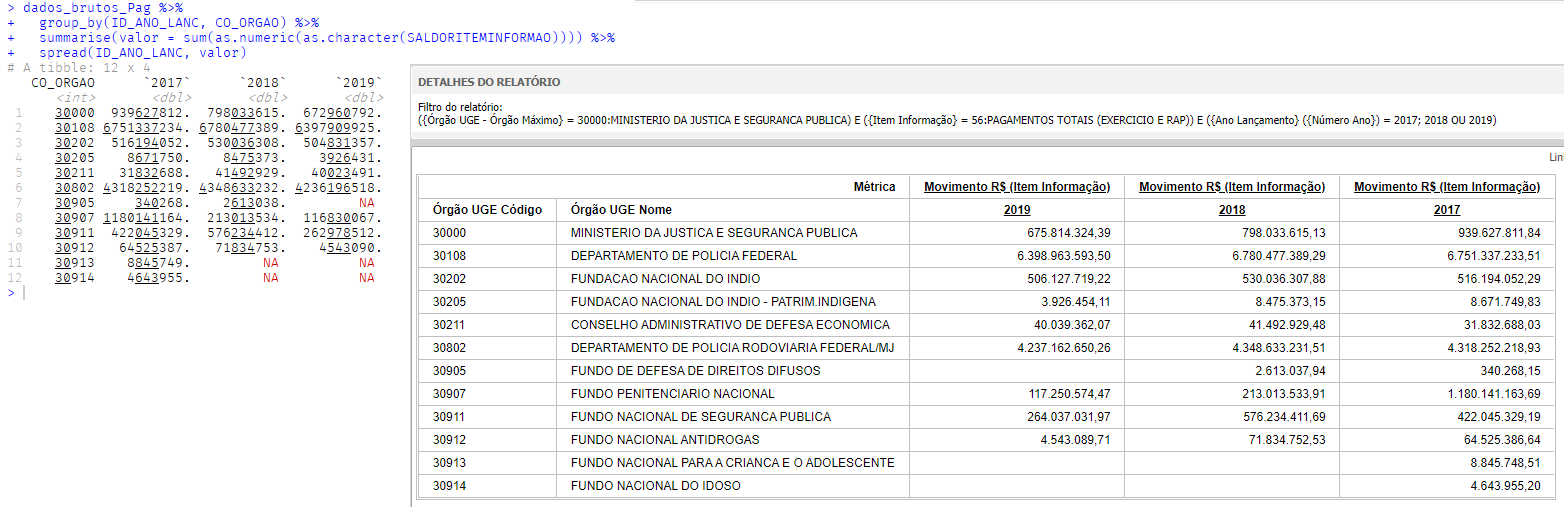 > dados_brutos_Pag %>%
+   group_by(ID_ANO_LANC, CO_ORGAO) %>%
+   summarise(valor = sum(as.numeric(as.character(SALDORITEMINFORMAO)))) %>%
+   spread(ID_ANO_LANC, valor)
# A tibble: 12 x 4
CO_ORGAO `2017` `2018` `2019`
<int> <dbl> <dbl> <dbl>
1 30000 939627812. 798033615. 672960792.
2 30108 6751337234. 6780477389. 6397909925.
3 30202 516194052. 530036308. 504831357.
4 30205 8671750. 8475373. 3926431.
5 30211 31832688. 41492929. 40023491.
6 30802 4318252219. 4348633232. 4236196518.
7 30905 340268. 2613038. NA
8 30907 1180141164. 213013534. 116830067.
9 30911 422045329. 576234412. 262978512.
10 30912 64525387. 71834753. 4543090.
11 30913 8845749. NA NA
12 30914 4643955. NA NA
>
DETALHES DO RELATÓRIO
Filtro do relatório:
({Órgão UGE - Órgão Máximo} = 30000:MINISTERIO DA JUSTICA E SEGURANCA PUBLICA) E ({Item Informação} = 56:PAGAMENTOS TOTAIS (EXERCICIO E RAP)) E ({Ano Lançamento} ({Número Ano}) = 2017; 2018 OU 2019)
Lin
Métrica Movimento R$ (Item Informação) Movimento R$ (Item Informação) Movimento R$ (Item Informação)
Órgão UGE Código Órgão UGE Nome 2019 2018 2017
30000 MINISTERIO DA JUSTICA E SEGURANCA PUBLICA 675.814.324,39 798.033.615,13 939.627.811,84
30108 DEPARTAMENTO DE POLICIA FEDERAL 6.398.963.593,50 6.780.477.389,29 6.751.337.233,51
30202 FUNDACAO NACIONAL DO INDIO 506.127.719,22 530.036.307,88 516.194.052,29
30205 FUNDACAO NACIONAL DO INDIO - PATRIM.INDIGENA 3.926.454,11 8.475.373,15 8.671.749,83
30211 CONSELHO ADMINISTRATIVO DE DEFESA ECONOMICA 40.039.362,07 41.492.929,48 31.832.688,03
30802 DEPARTAMENTO DE POLICIA RODOVIARIA FEDERAL/MJ 4.237.162.650,26 4.348.633.231,51 4.318.252.218,93
30905 FUNDO DE DEFESA DE DIREITOS DIFUSOS 2.613.037,94 340.268,15
30907 FUNDO PENITENCIARIO NACIONAL 117.250.574,47 213.013.533,91 1.180.141.163,69
30911 FUNDO NACIONAL DE SEGURANCA PUBLICA 264.037.031,97 576.234.411,69 422.045.329,19
30912 FUNDO NACIONAL ANTIDROGAS 4.543.089,71 71.834.752,53 64.525.386,64
30913 FUNDO NACIONAL PARA A CRIANCA E O ADOLESCENTE 8.845.748,51
30914 FUNDO NACIONAL DO IDOSO 4.643.955,20